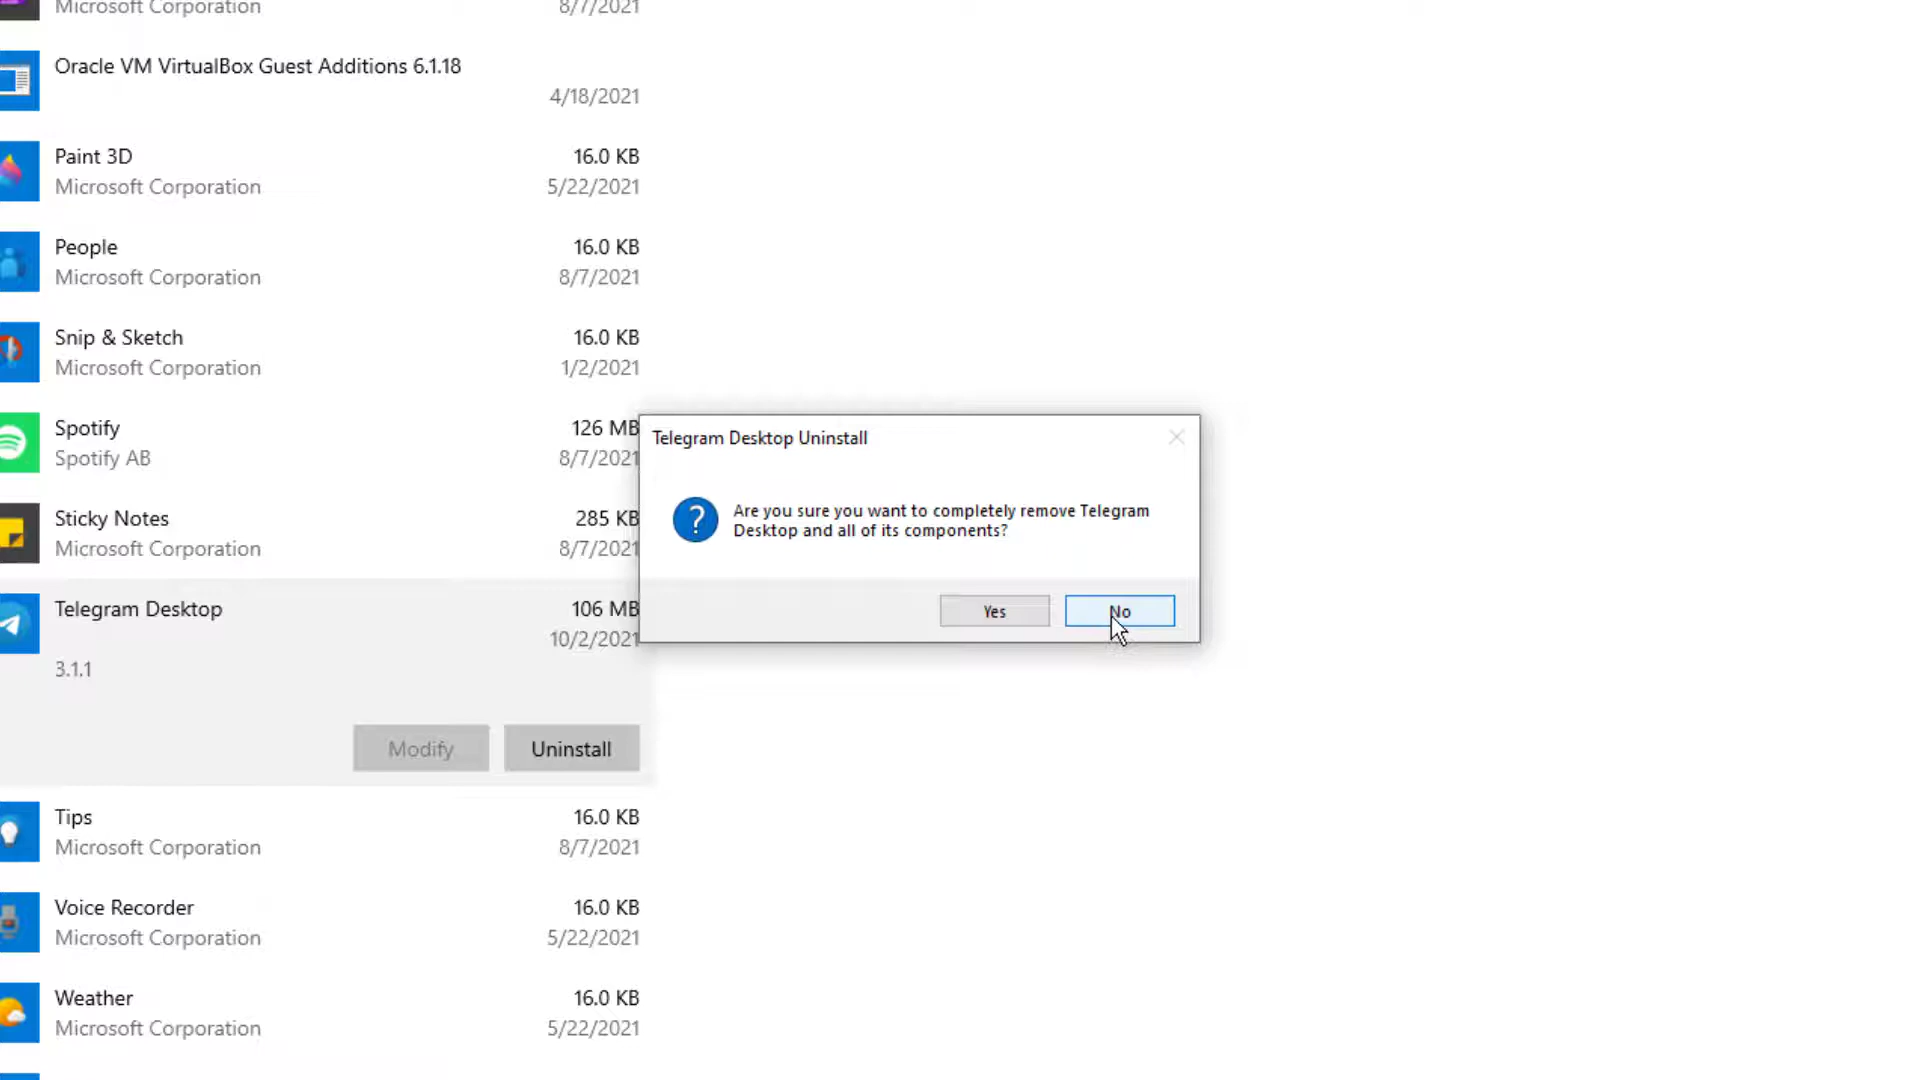 Microsoft Corporation
8/7/2021
Oracle VM VirtualBox Guest Additions 6.1.18
4/18/2021
Paint 3D
16.0 KB
Microsoft Corporation
5/22/2021
People
16.0 KB
Microsoft Corporation
8/7/2021
Snip & Sketch
16.0 KB
Microsoft Corporation
1/2/2021
Spotify
126 MB
Spotify AB
8/7/2021
Sticky Notes
285 KB
Microsoft Corporation
8/7/2021
Telegram Desktop
106 MB
10/2/2021
3.1.1
Modify
Uninstall
Telegram Desktop Uninstall
Are you sure you want to completely remove Telegram
Desktop and all of its components?
Yes
No
Tips
16.0 KB
Microsoft Corporation
8/7/2021
Voice Recorder
16.0 KB
Microsoft Corporation
5/22/2021
Weather
16.0 KB
Microsoft Corporation
5/22/2021